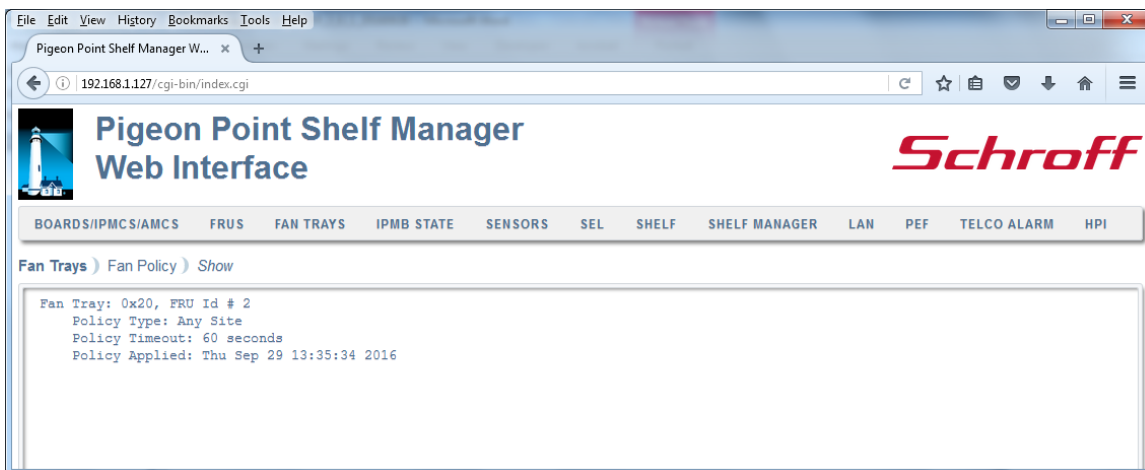 File Edit View History Bookmarks Tools Help
Pigeon Point Shelf Manager W... × +
192.168.1.127/cgi-bin/index.cgi
Pigeon Point Shelf Manager
Web Interface
Schroff
BOARDS/IPMCS/AMCS FRUS FAN TRAYS IPMB STATE SENSORS SEL SHELF SHELF MANAGER LAN PEF TELCO ALARM HPI
Fan Trays ) Fan Policy ) Show
Fan Tray: 0x20, FRU Id # 2
Policy Type: Any Site
Policy Timeout: 60 seconds
Policy Applied: Thu Sep 29 13:35:34 2016